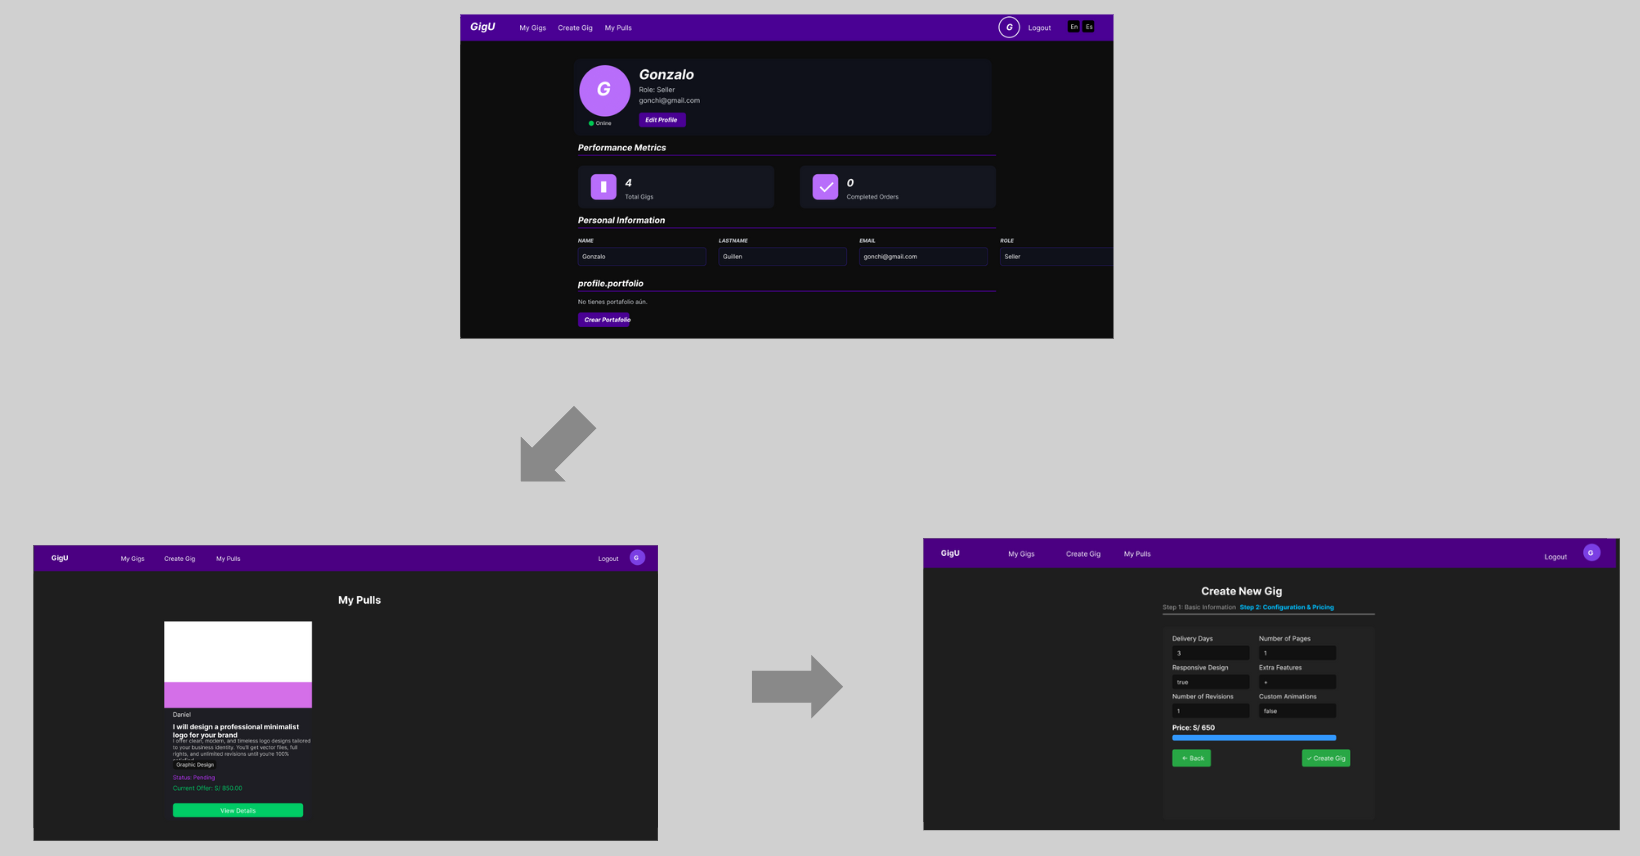 GigU My Gigs Create Gig My Pulls G Logout En Es
G
Gonzalo
Role: Seller
gonchi@gmail.com
Online
Edit Profile
Performance Metrics
4
Total Gigs
0
Completed Orders
Personal Information
NAME LASTNAME EMAIL ROLE
Gonzalo Guillen gonchi@gmail.com Seller
profile.portfolio
No tienes portafolio aún.
Crear Portafolio
GigU My Gigs Create Gig My Pulls Logout G
My Pulls
Daniel
I will design a professional minimalist
logo for your brand
I offer clean, modern, and timeless logo designs tailored
to your business identity. You'll get vector files, full
rights, and unlimited revisions until you're 100%
satisfied.
Graphic Design
Status: Pending
Current Offer: S/ 850.00
View Details
GigU My Gigs Create Gig My Pulls Logout G
Create New Gig
Step 1: Basic Information Step 2: Configuration & Pricing
Delivery Days Number of Pages
3 1
Responsive Design Extra Features
true +
Number of Revisions Custom Animations
1 false
Price: S/ 650
← Back ✓ Create Gig